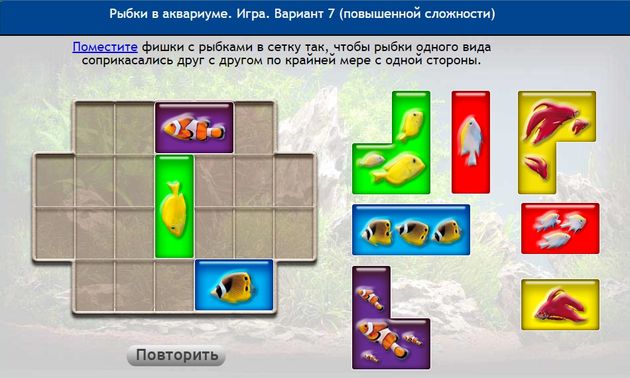 Рыбки в аквариуме. Игра. Вариант 7 (повышенной сложности)
Поместите фишки с рыбками в сетку так, чтобы рыбки одного вида
соприкасались друг с другом по крайней мере с одной стороны.
Повторить